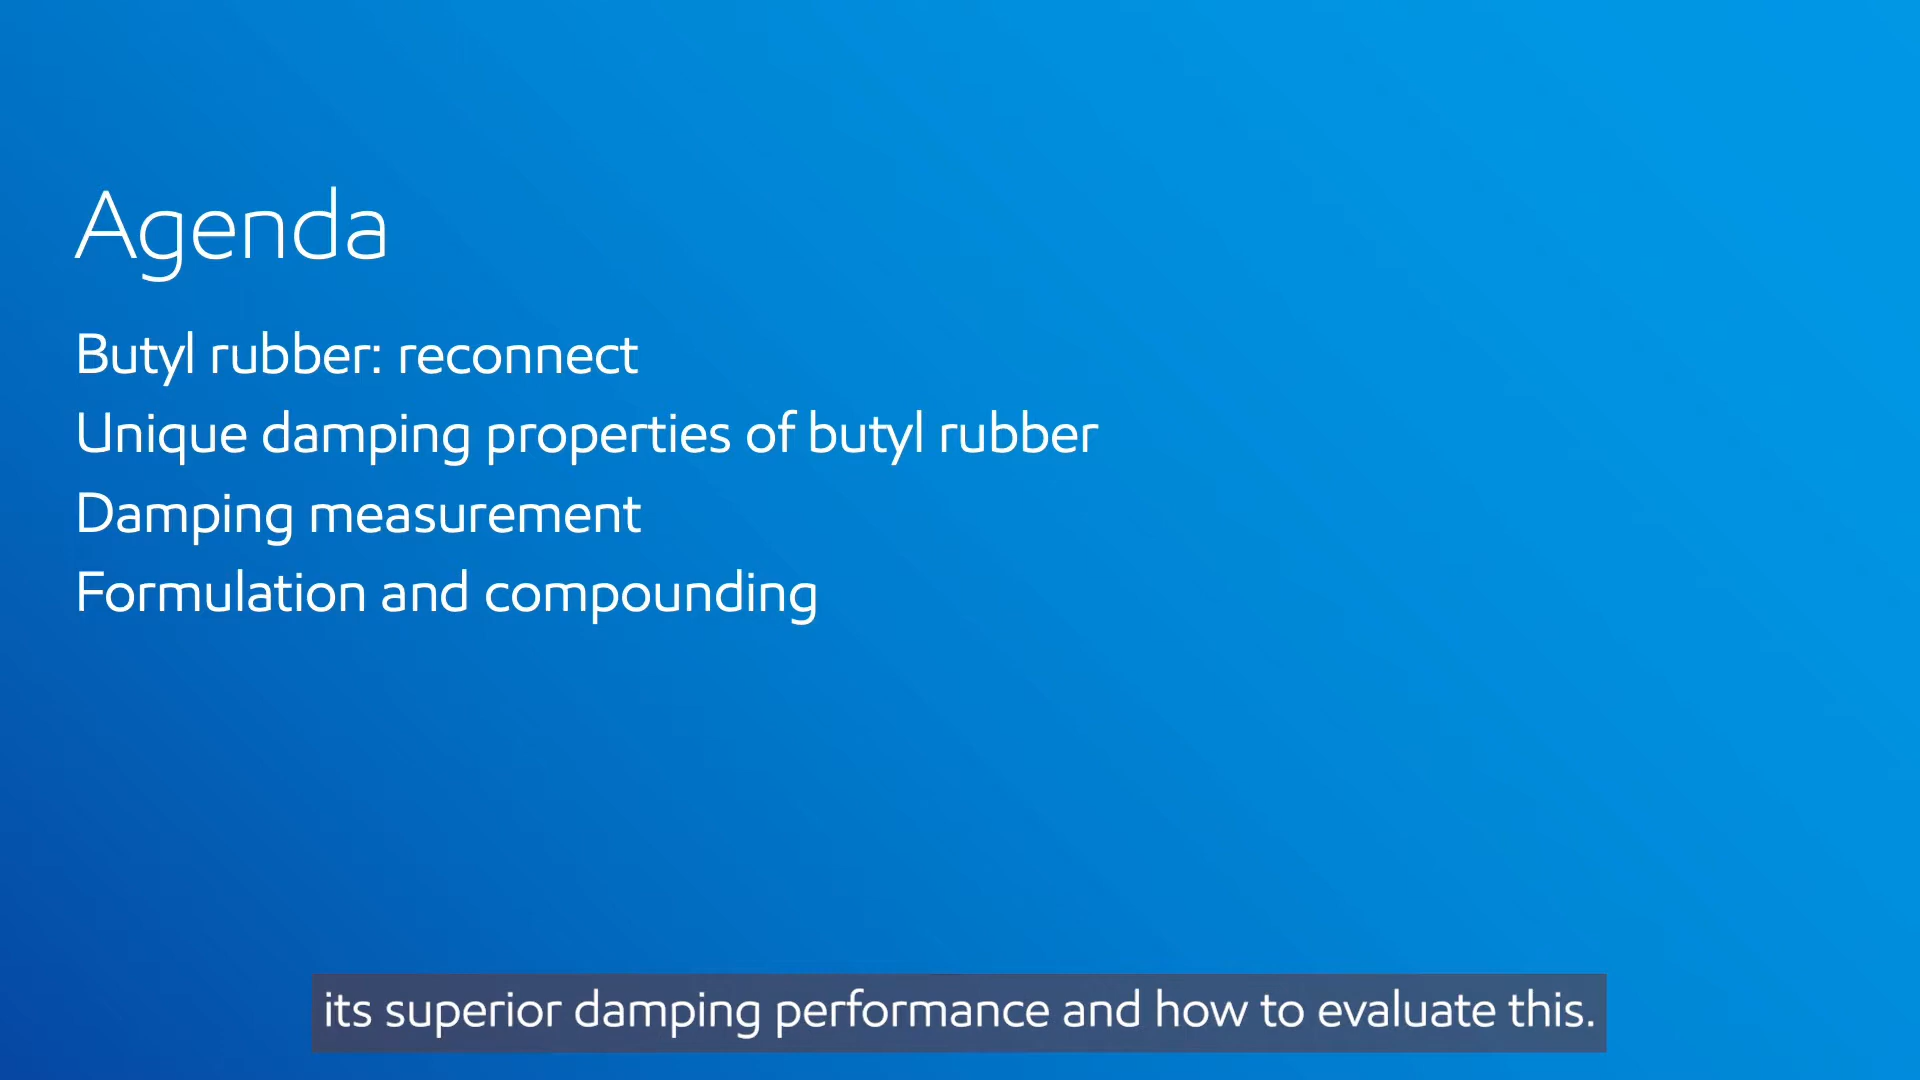 Agenda
Butyl rubber: reconnect
Unique damping properties of butyl rubber
Damping measurement
Formulation and compounding
its superior damping performance and how to evaluate this.